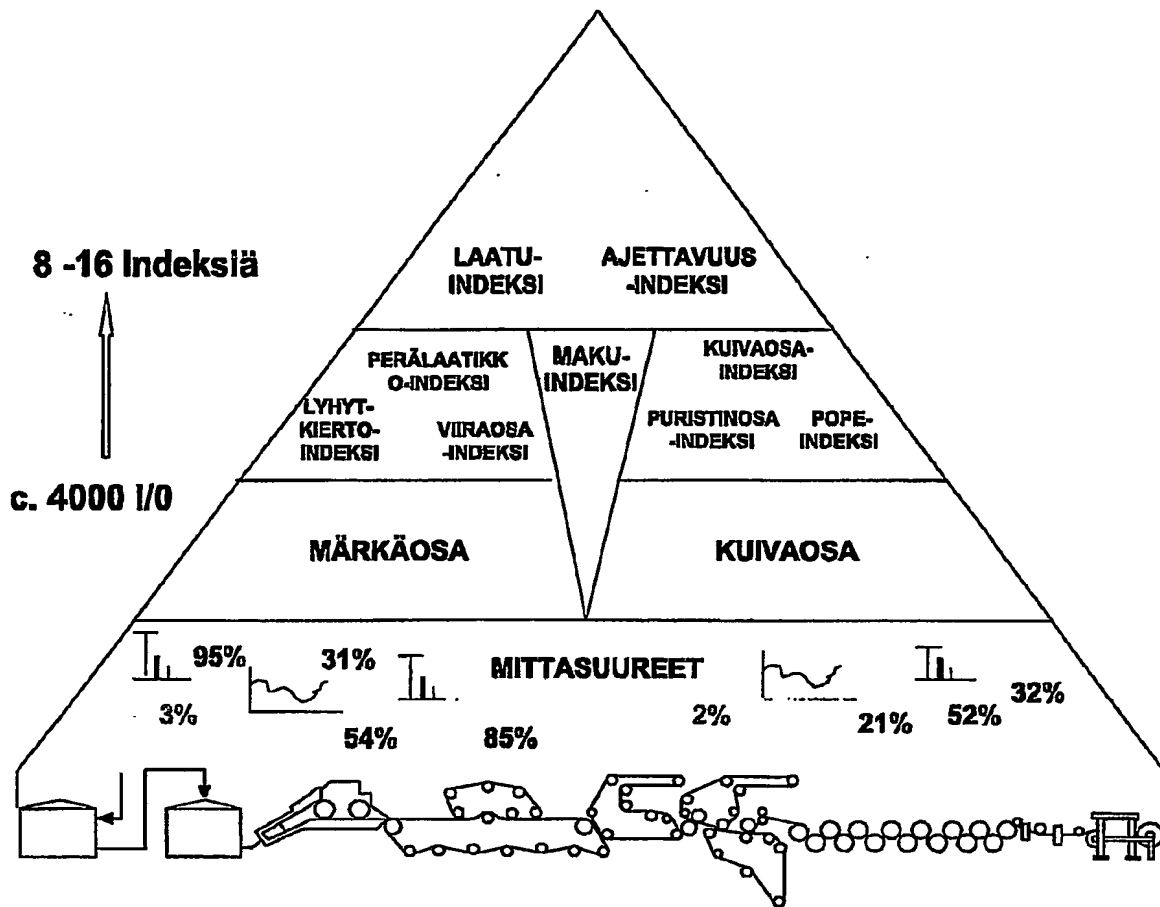 8 -16 Indeksiä
c. 4000 I/0
LAATU-
INDEKSI
AJETTAVUUS
-INDEKSI
PERÄLAATIKK
O-INDEKSI
LYHYT-
KIERTO-
INDEKSI
VIIRAOSA
-INDEKSI
MAKU-
INDEKSI
KUIVAOSA-
INDEKSI
PURISTINOSA
-INDEKSI
POPE-
INDEKSI
MÄRKÄOSA
KUIVAOSA
MITTASUUREET
95%
31%
3%
54%
85%
2%
21%
52%
32%